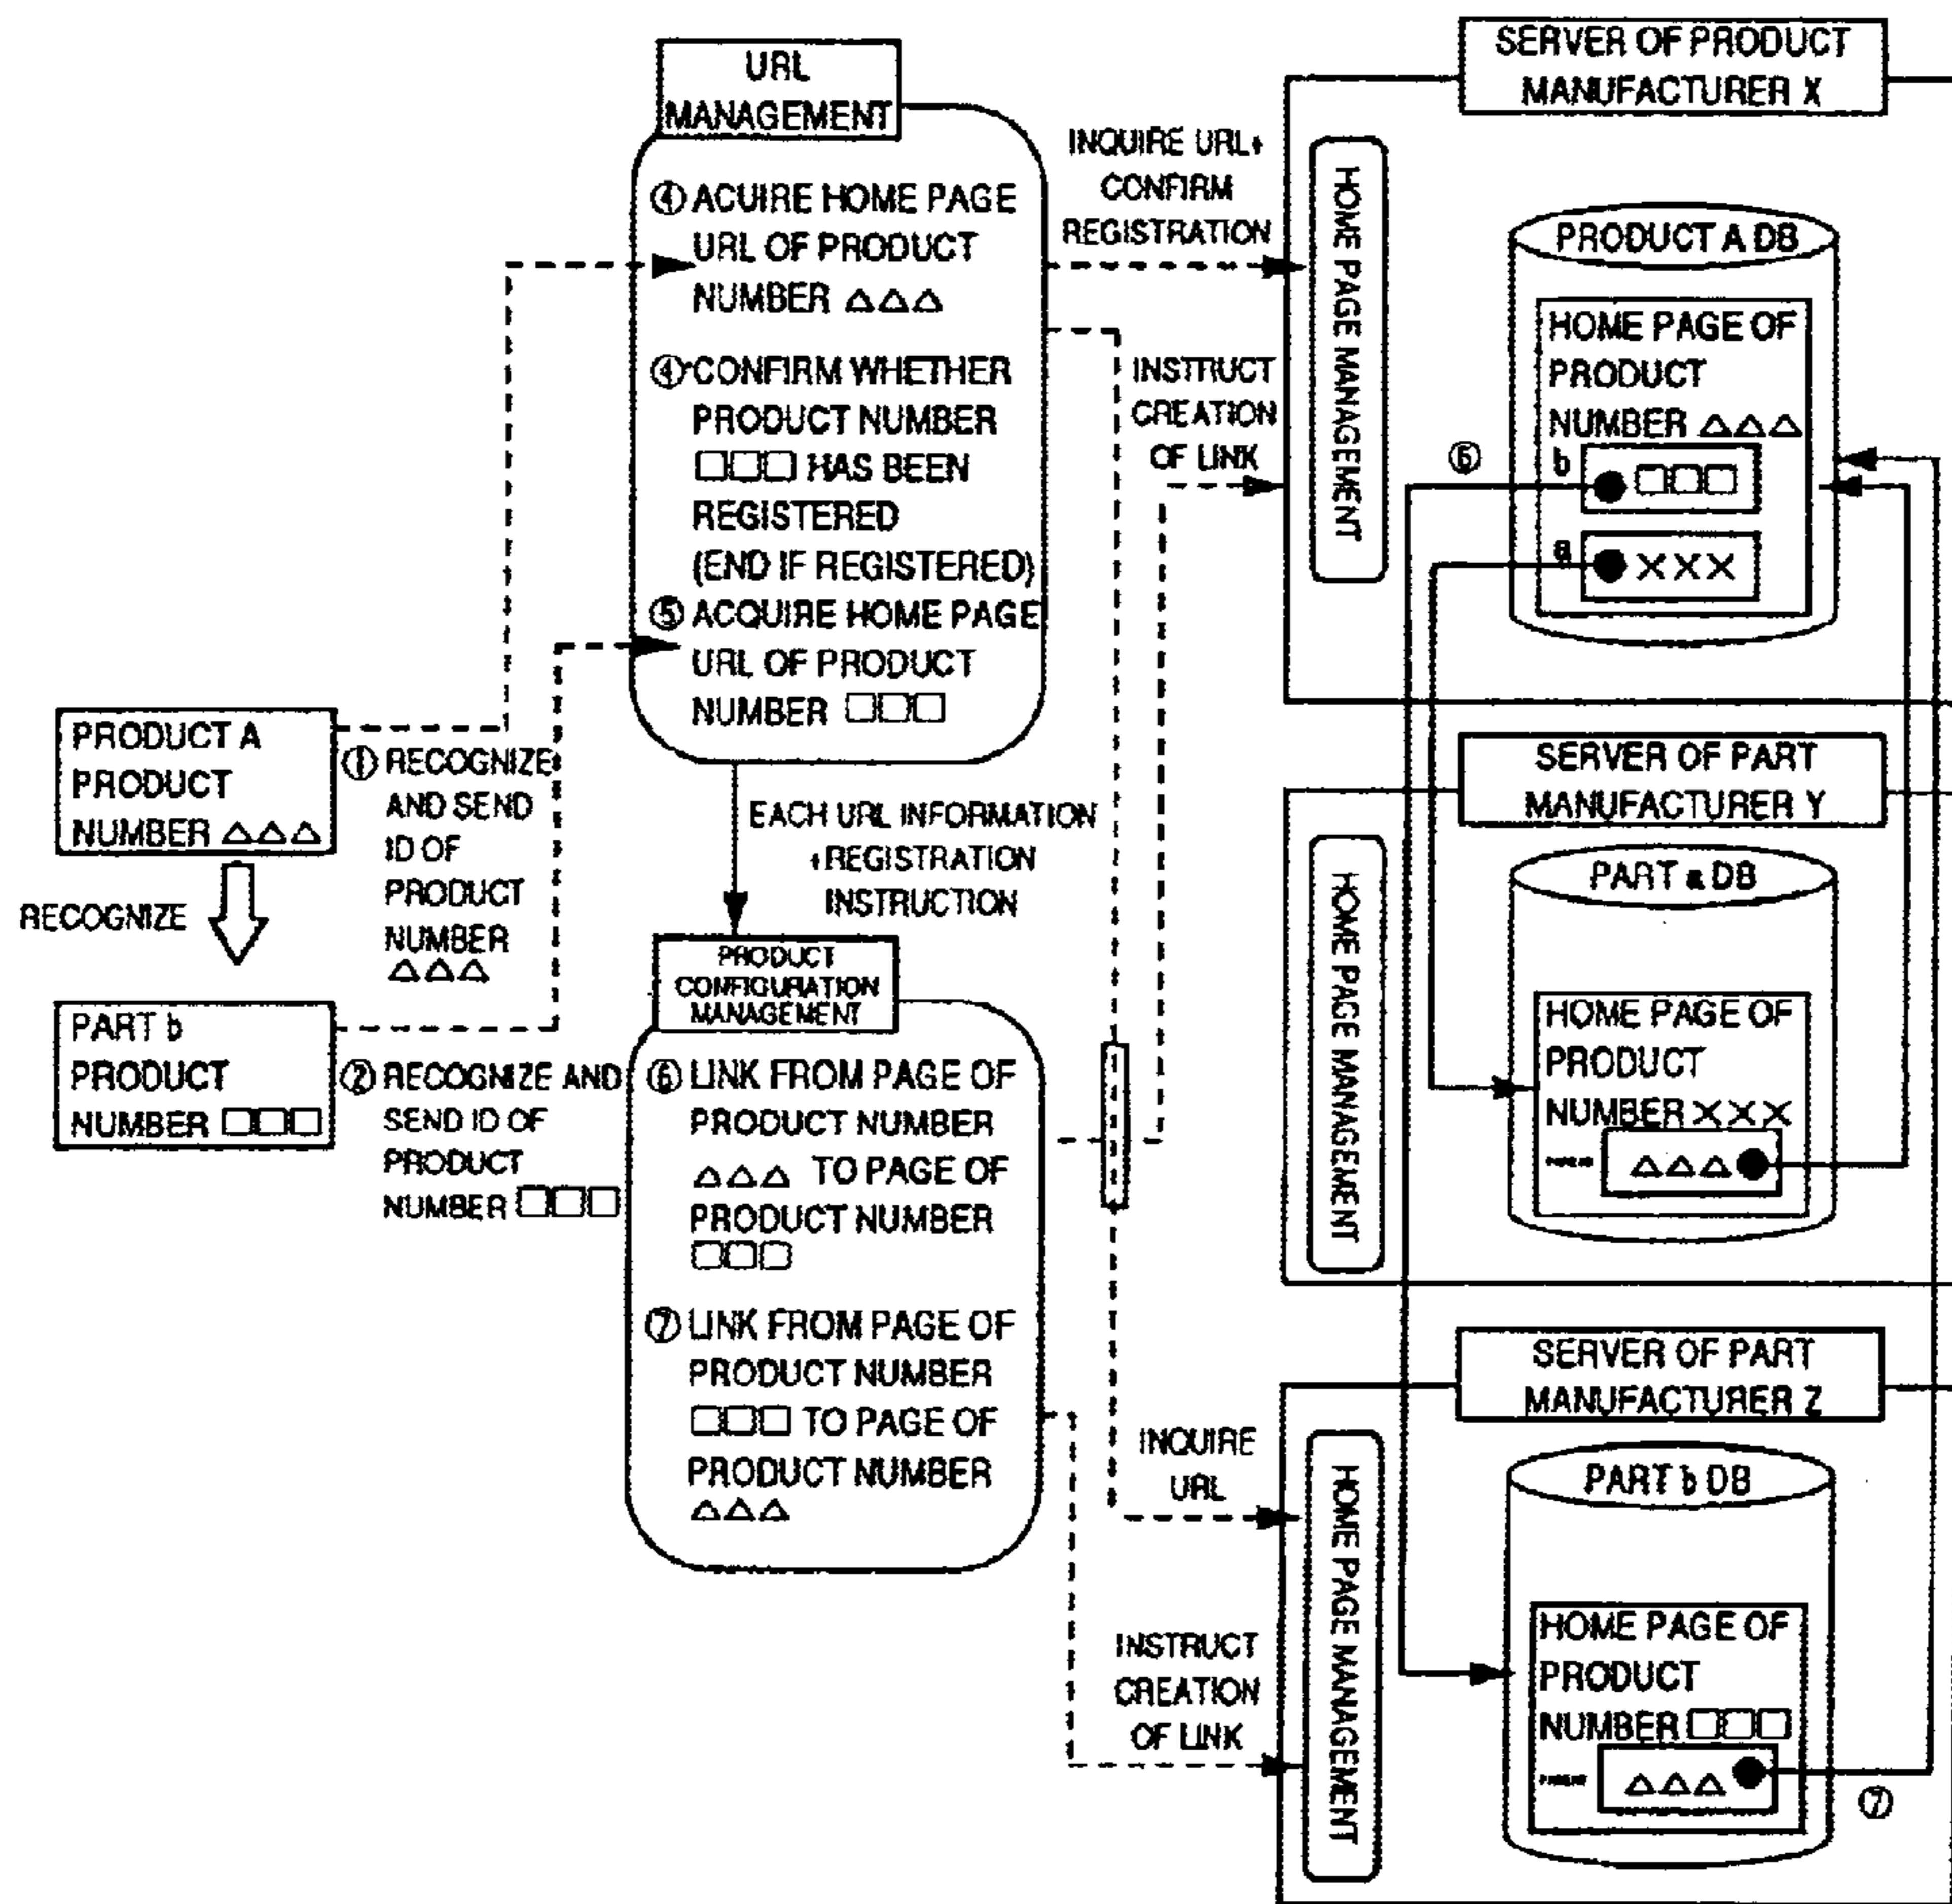 URL
MANAGEMENT
④ ACUIRE HOME PAGE
URL OF PRODUCT
NUMBER △△△
④' CONFIRM WHETHER
PRODUCT NUMBER
□□□ HAS BEEN
REGISTERED
(END IF REGISTERED)
⑤ ACQUIRE HOME PAGE
URL OF PRODUCT
NUMBER □□□
PRODUCT A
PRODUCT
NUMBER △△△
① RECOGNIZE
AND SEND
ID OF
PRODUCT
NUMBER
△△△
RECOGNIZE
PART b
PRODUCT
NUMBER □□□
② RECOGNIZE AND
SEND ID OF
PRODUCT
NUMBER □□□
EACH URL INFORMATION
+REGISTRATION
INSTRUCTION
PRODUCT
CONFIGURATION
MANAGEMENT
⑥ LINK FROM PAGE OF
PRODUCT NUMBER
△△△ TO PAGE OF
PRODUCT NUMBER
□□□
⑦ LINK FROM PAGE OF
PRODUCT NUMBER
□□□ TO PAGE OF
PRODUCT NUMBER
△△△
INQUIRE URL+
CONFIRM
REGISTRATION
INSTRUCT
CREATION
OF LINK
INQUIRE
URL
INSTRUCT
CREATION
OF LINK
SERVER OF PRODUCT
MANUFACTURER X
HOME PAGE MANAGEMENT
PRODUCT A DB
HOME PAGE OF
PRODUCT
NUMBER △△△
⑥
b
□□□
a
×××
SERVER OF PART
MANUFACTURER Y
HOME PAGE MANAGEMENT
PART a DB
HOME PAGE OF
PRODUCT
NUMBER ×××
△△△
SERVER OF PART
MANUFACTURER Z
HOME PAGE MANAGEMENT
PART b DB
HOME PAGE OF
PRODUCT
NUMBER □□□
PARENT
△△△
⑦